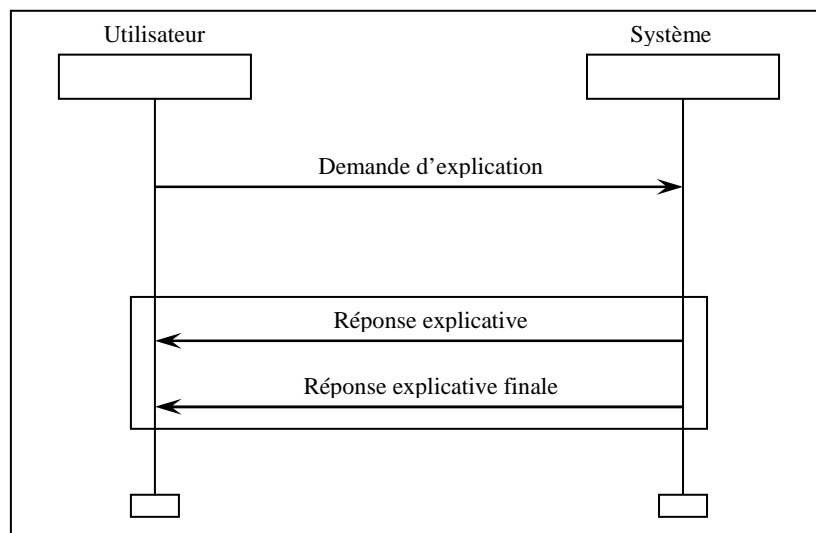 Utilisateur
Système
Demande d’explication
Réponse explicative
Réponse explicative finale